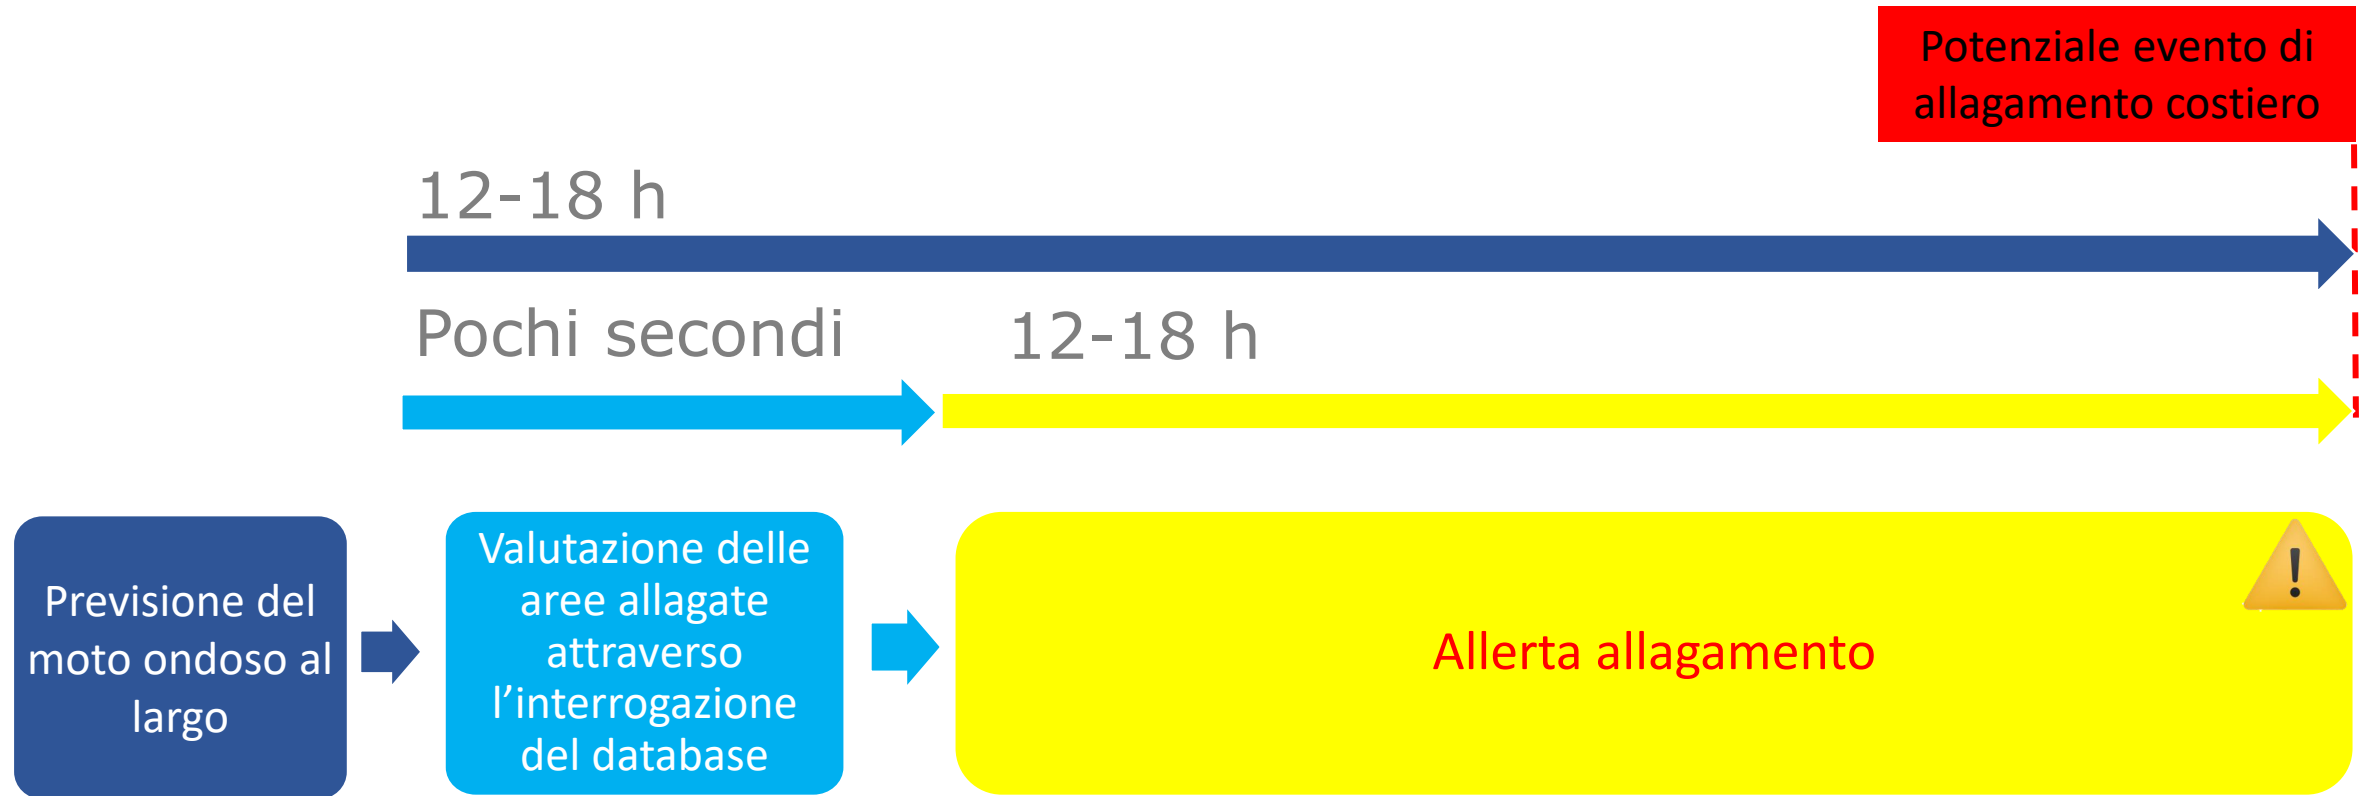 Potenziale evento di
allagamento costiero
12-18 h
Pochi secondi
12-18 h
Previsione del
moto ondoso al
largo
Valutazione delle
aree allagate
attraverso
l’interrogazione
del database
!
Allerta allagamento